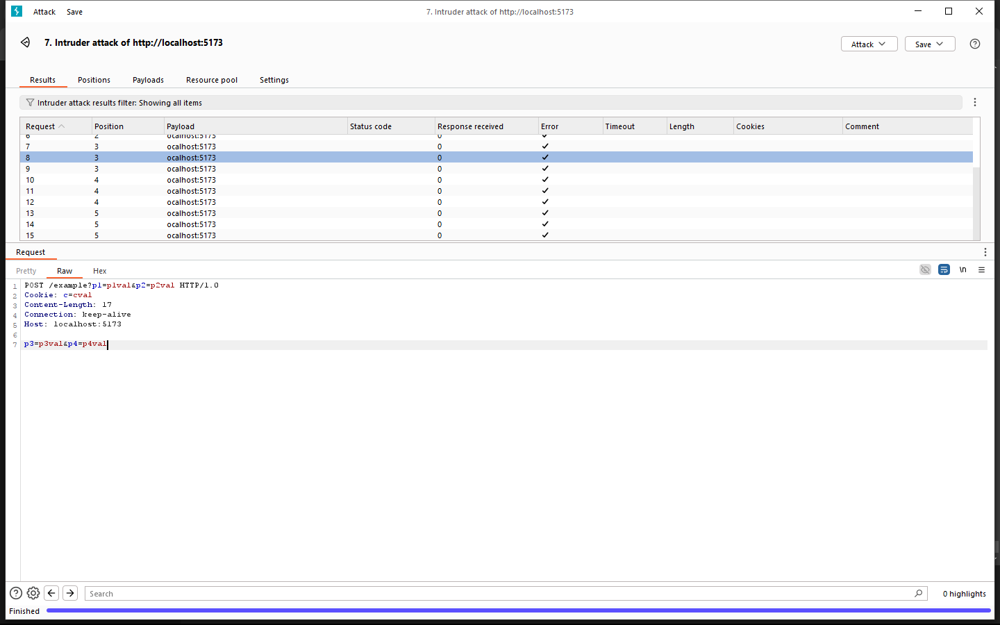 Attack Save 7. Intruder attack of http://localhost:5173
7. Intruder attack of http://localhost:5173 Attack Save
Results Positions Payloads Resource pool Settings
Intruder attack results filter: Showing all items
Request Position Payload Status code Response received Error Timeout Length Cookies Comment
6 2 ocalhost:5173 0
7 3 ocalhost:5173 0
8 3 ocalhost:5173 0
9 3 ocalhost:5173 0
10 4 ocalhost:5173 0
11 4 ocalhost:5173 0
12 4 ocalhost:5173 0
13 5 ocalhost:5173 0
14 5 ocalhost:5173 0
15 5 ocalhost:5173 0
Request
Pretty Raw Hex \n
1 POST /example?p1=p1val&p2=p2val HTTP/1.0
2 Cookie: c=cval
3 Content-Length: 17
4 Connection: keep-alive
5 Host: localhost:5173
6
7 p3=p3val&p4=p4val
Search 0 highlights
Finished